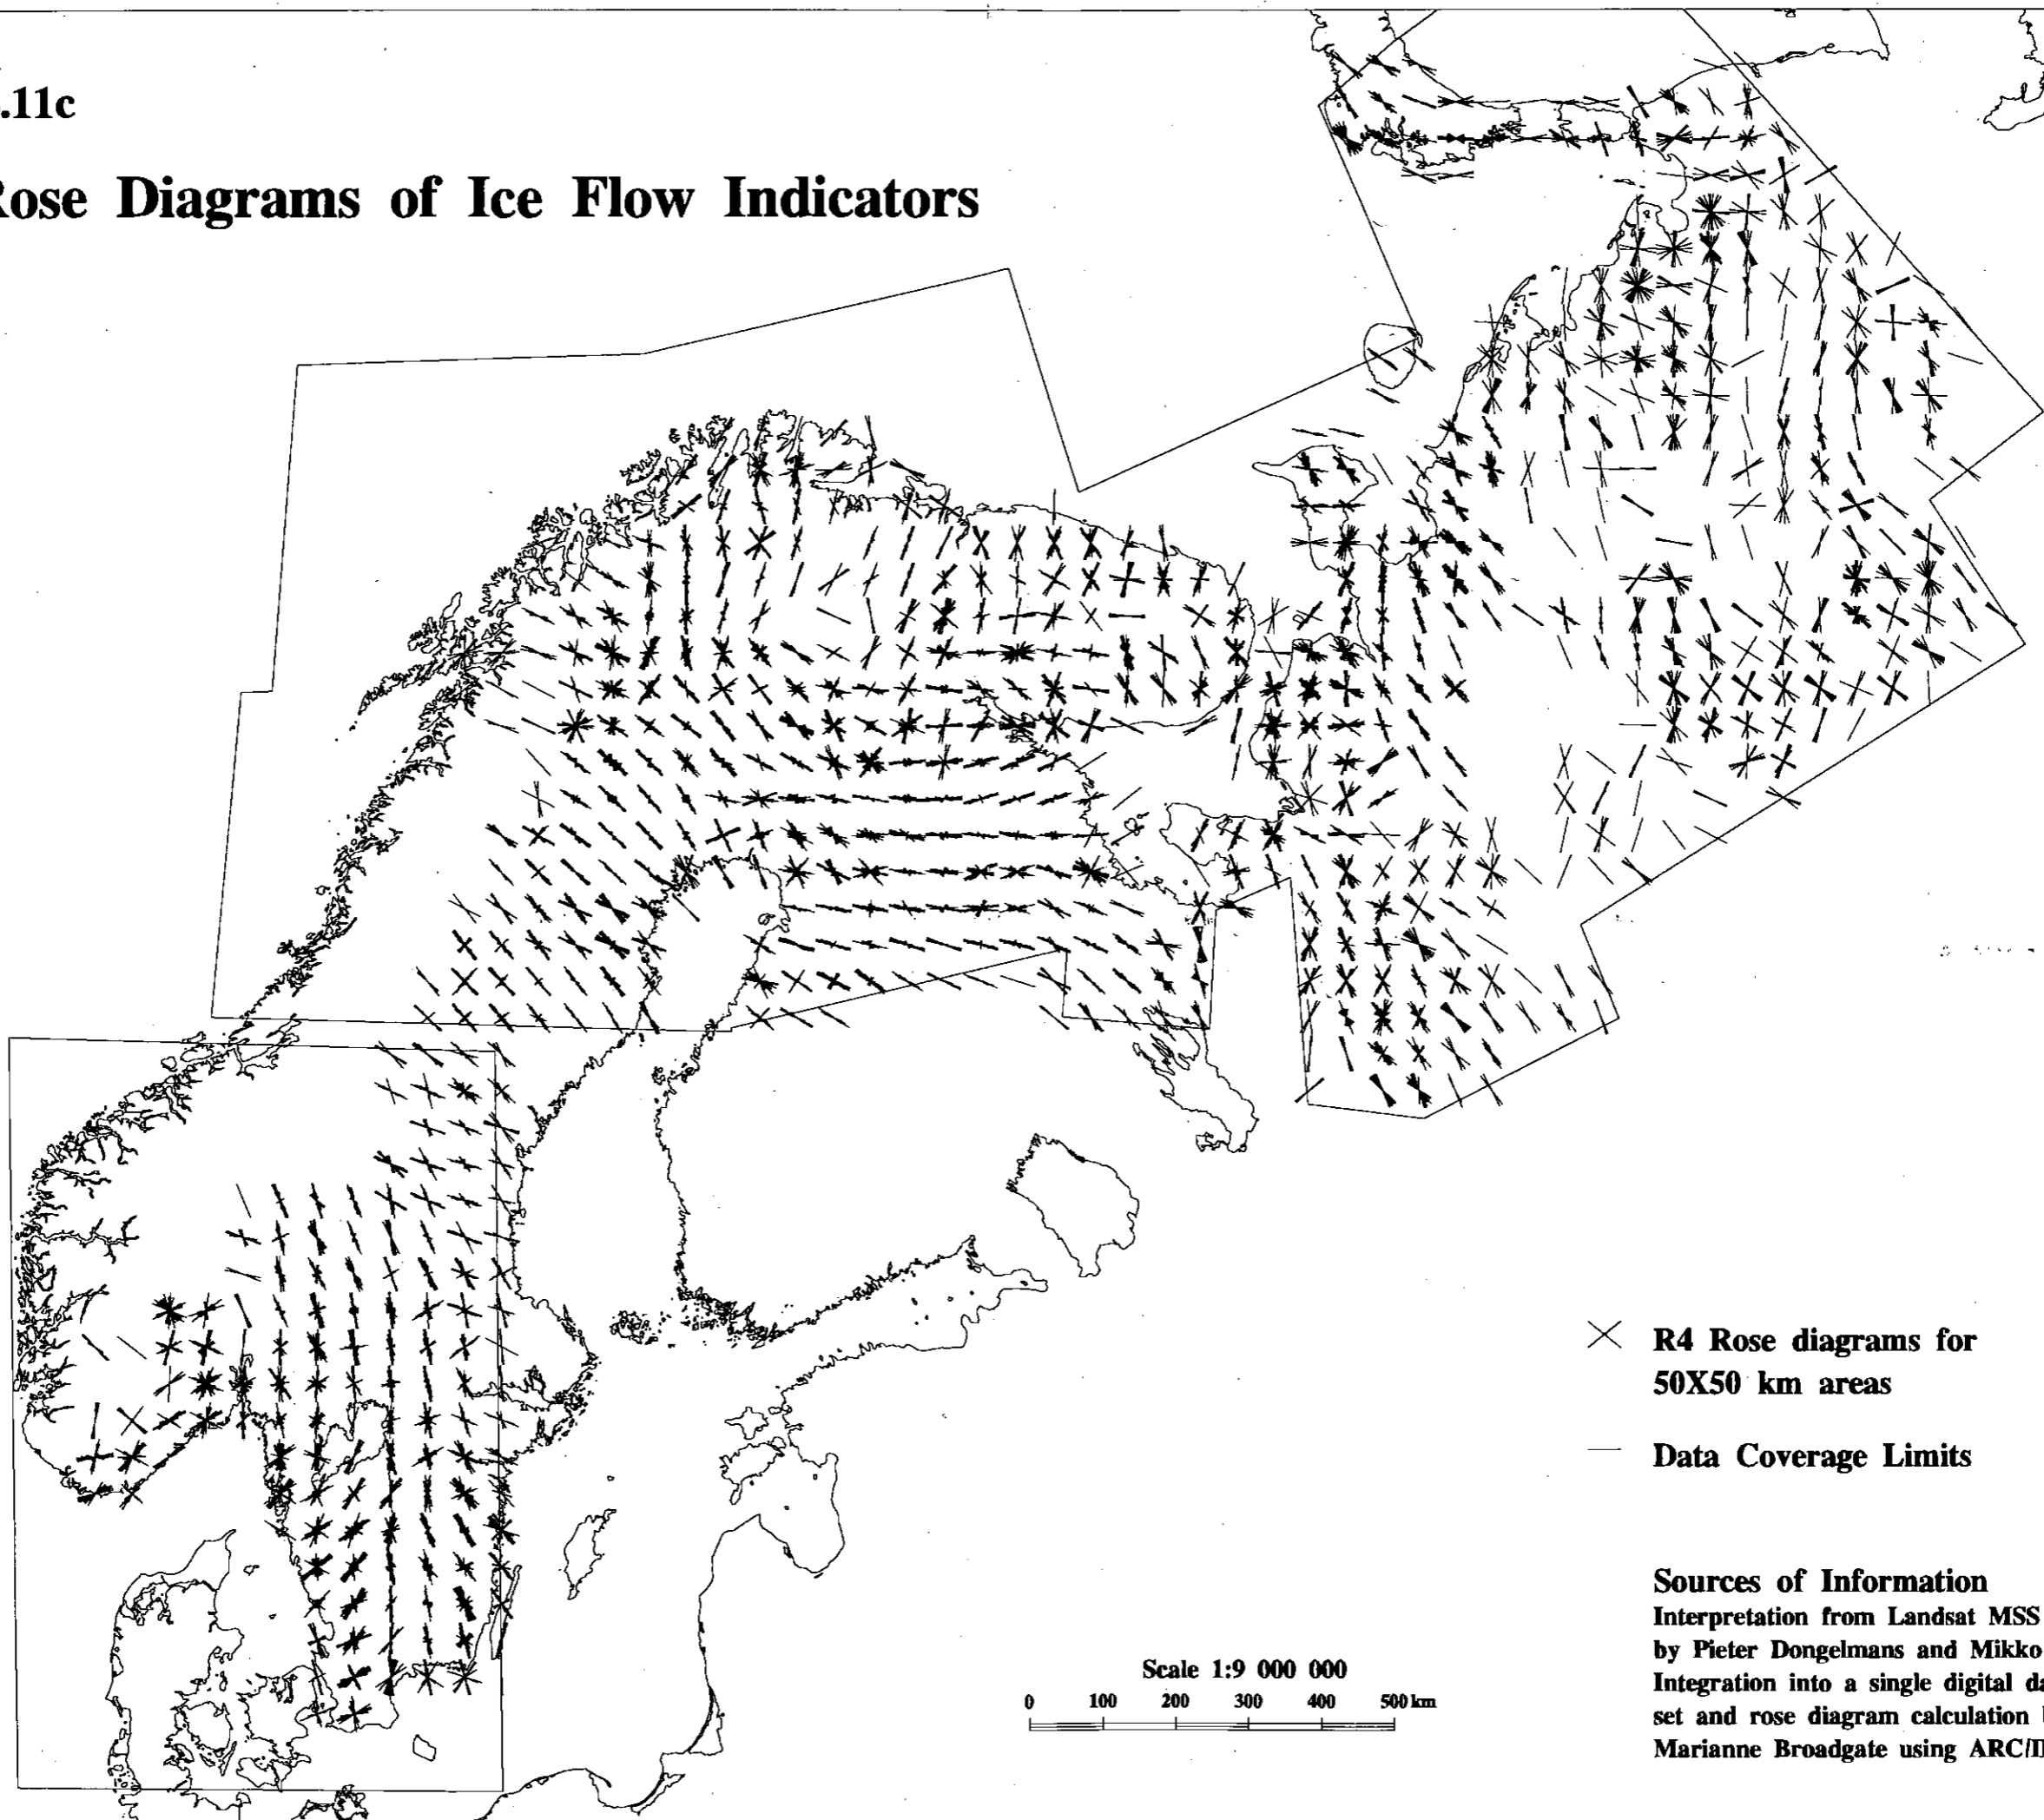 .11c
Rose Diagrams of Ice Flow Indicators
R4 Rose diagrams for
50X50 km areas
Data Coverage Limits
Sources of Information
Interpretation from Landsat MSS
by Pieter Dongelmans and Mikko
Integration into a single digital da
set and rose diagram calculation
Marianne Broadgate using ARC/I
Scale 1:9 000 000
0 100 200 300 400 500 km